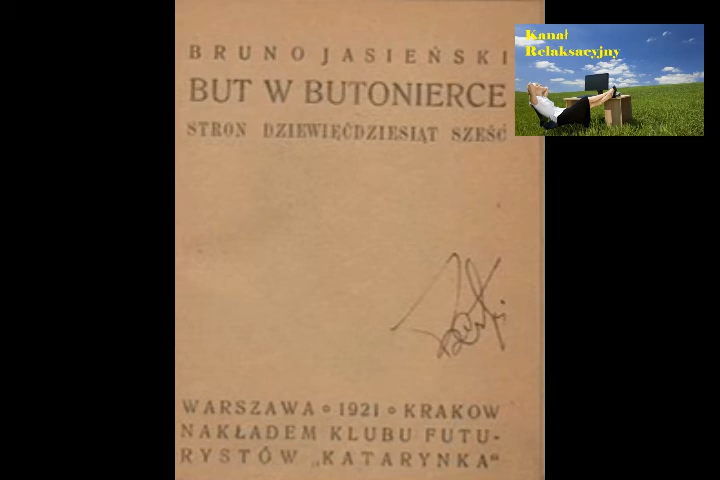 BRUNO JASIEŃSKI
BUT W BUTONIERCE
STRON DZIEWIĘĆDZIESIĄT SZEŚĆ
WARSZAWA o 1921 o KRAKOW
NAKŁADEM KLUBU FUTU-
RYSTÓW „KATARYNKA"
Kanał
Relaksacyjny